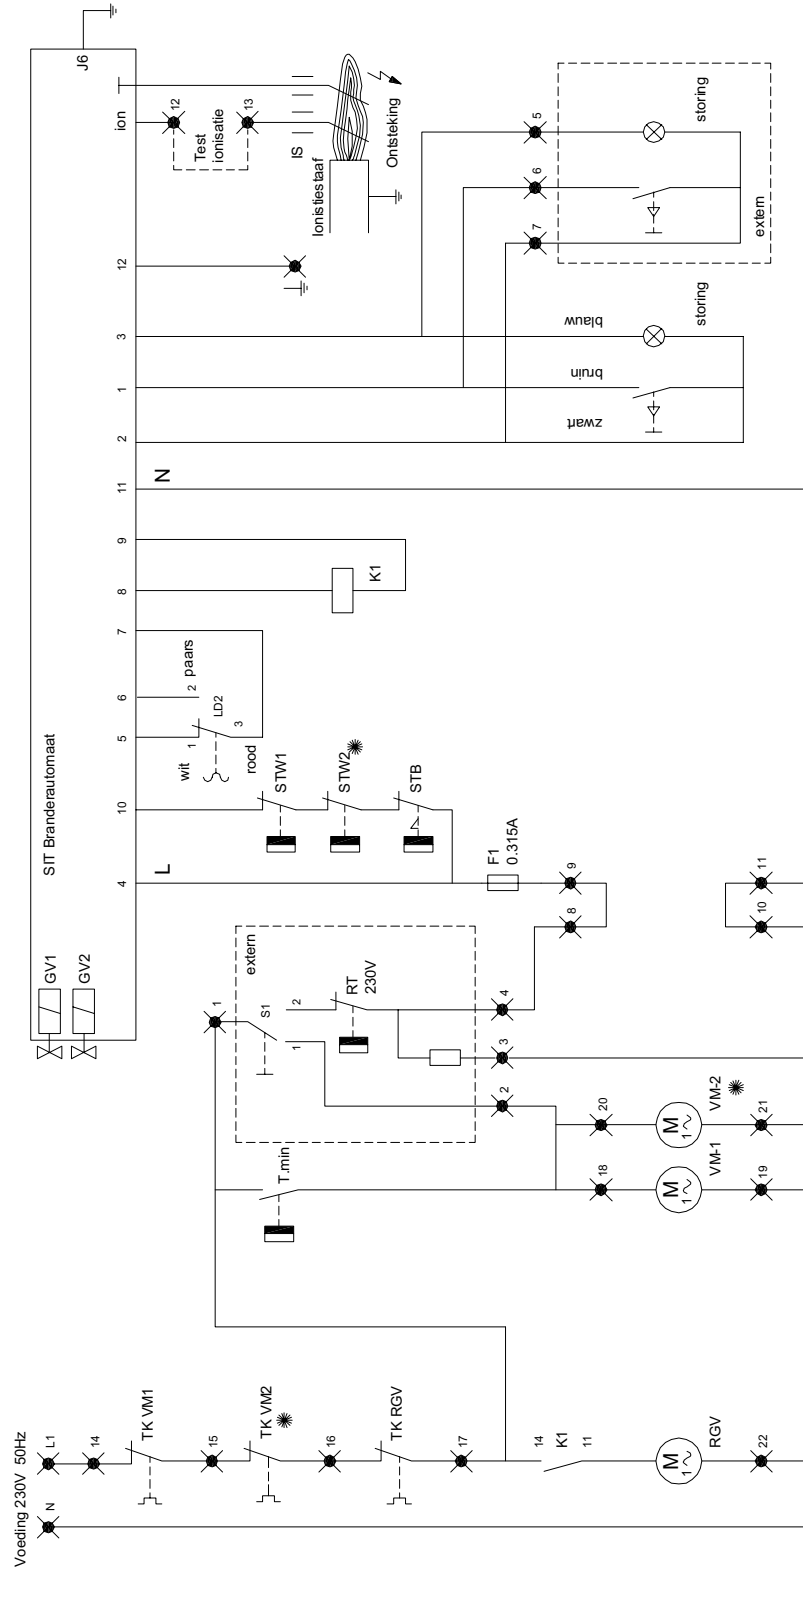 Voeding 230V 50Hz
N
L1
14
TK VM1
15
TK VM2
16
TK RGV
17
14
K1
11
M
1
RGV
22
T.min
18
M
1
VM-1
19
20
M
1
VM-2
21
1
extern
S1
1
2
RT
230V
2
3
4
8
9
F1
0.315A
10
11
GV1
GV2
SIT Branderautomaat
4
10
5
6
7
8
9
11
2
1
3
12
ion
J6
L
N
STW1
STW2
STB
wit
1
2
paars
LD2
3
rood
K1
zwart
bruin
blauw
storing
Test
ionisatie
12
13
IS
Ionistiestaaf
Ontsteking
7
6
5
storing
extern